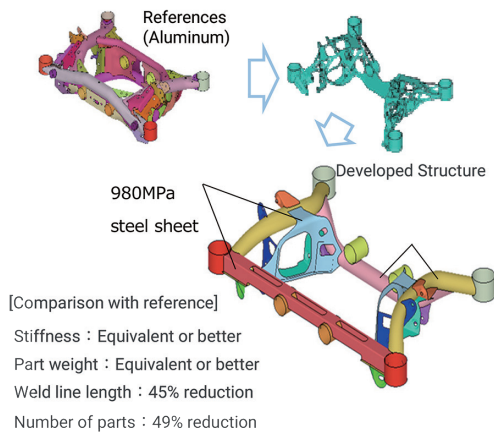 References
(Aluminum)
Developed Structure
980MPa
steel sheet
[Comparison with reference]
Stiffness：Equivalent or better
Part weight：Equivalent or better
Weld line length：45% reduction
Number of parts：49% reduction